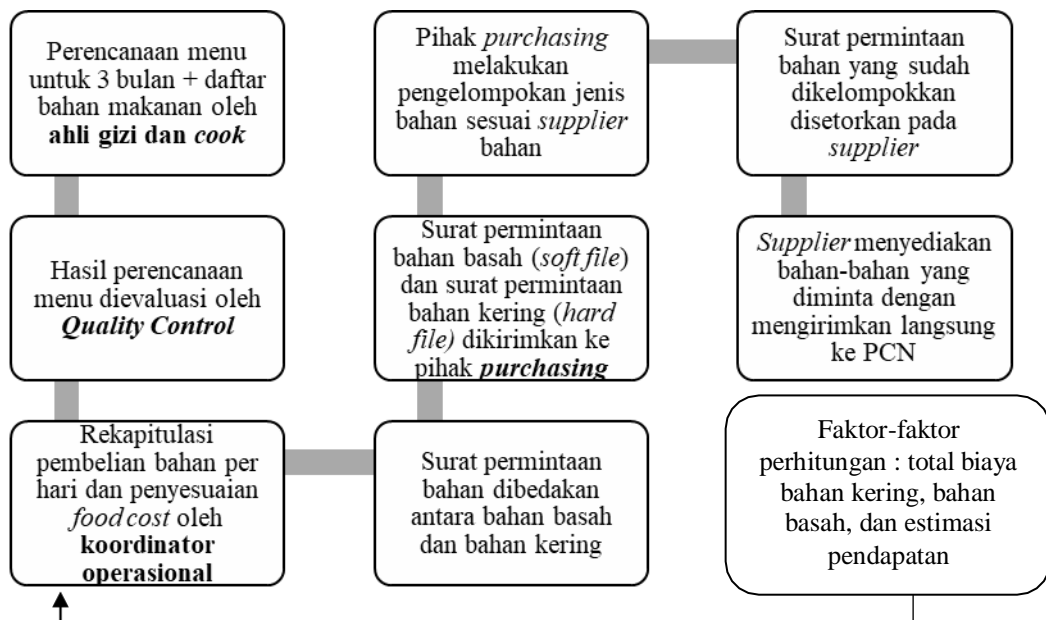 Perencanaan menu
untuk 3 bulan + daftar
bahan makanan oleh
ahli gizi dan cook
Hasil perencanaan
menu dievaluasi oleh
Quality Control
Rekapitulasi
pembelian bahan per
hari dan penyesuaian
food cost oleh
koordinator
operasional
Surat permintaan
bahan dibedakan
antara bahan basah
dan bahan kering
Surat permintaan
bahan basah (soft file)
dan surat permintaan
bahan kering (hard
file) dikirimkan ke
pihak purchasing
Pihak purchasing
melakukan
pengelompokan jenis
bahan sesuai supplier
bahan
Surat permintaan
bahan yang sudah
dikelompokkan
disetorkan pada
supplier
Supplier menyediakan
bahan-bahan yang
diminta dengan
mengirimkan langsung
ke PCN
Faktor-faktor
perhitungan : total biaya
bahan kering, bahan
basah, dan estimasi
pendapatan